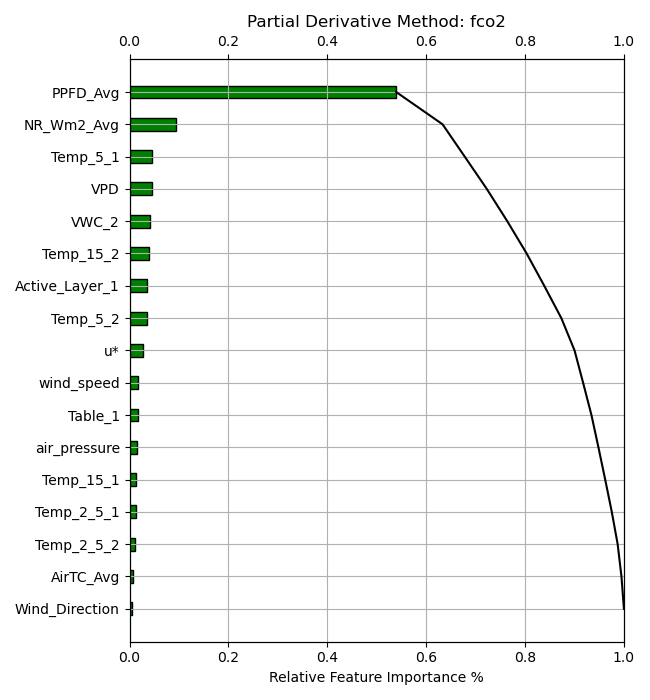 Partial Derivative Method: fco2
0.0 0.2 0.4 0.6 0.8 1.0
PPFD_Avg
NR_Wm2_Avg
Temp_5_1
VPD
VWC_2
Temp_15_2
Active_Layer_1
Temp_5_2
u*
wind_speed
Table_1
air_pressure
Temp_15_1
Temp_2_5_1
Temp_2_5_2
AirTC_Avg
Wind_Direction
0.0 0.2 0.4 0.6 0.8 1.0
Relative Feature Importance %